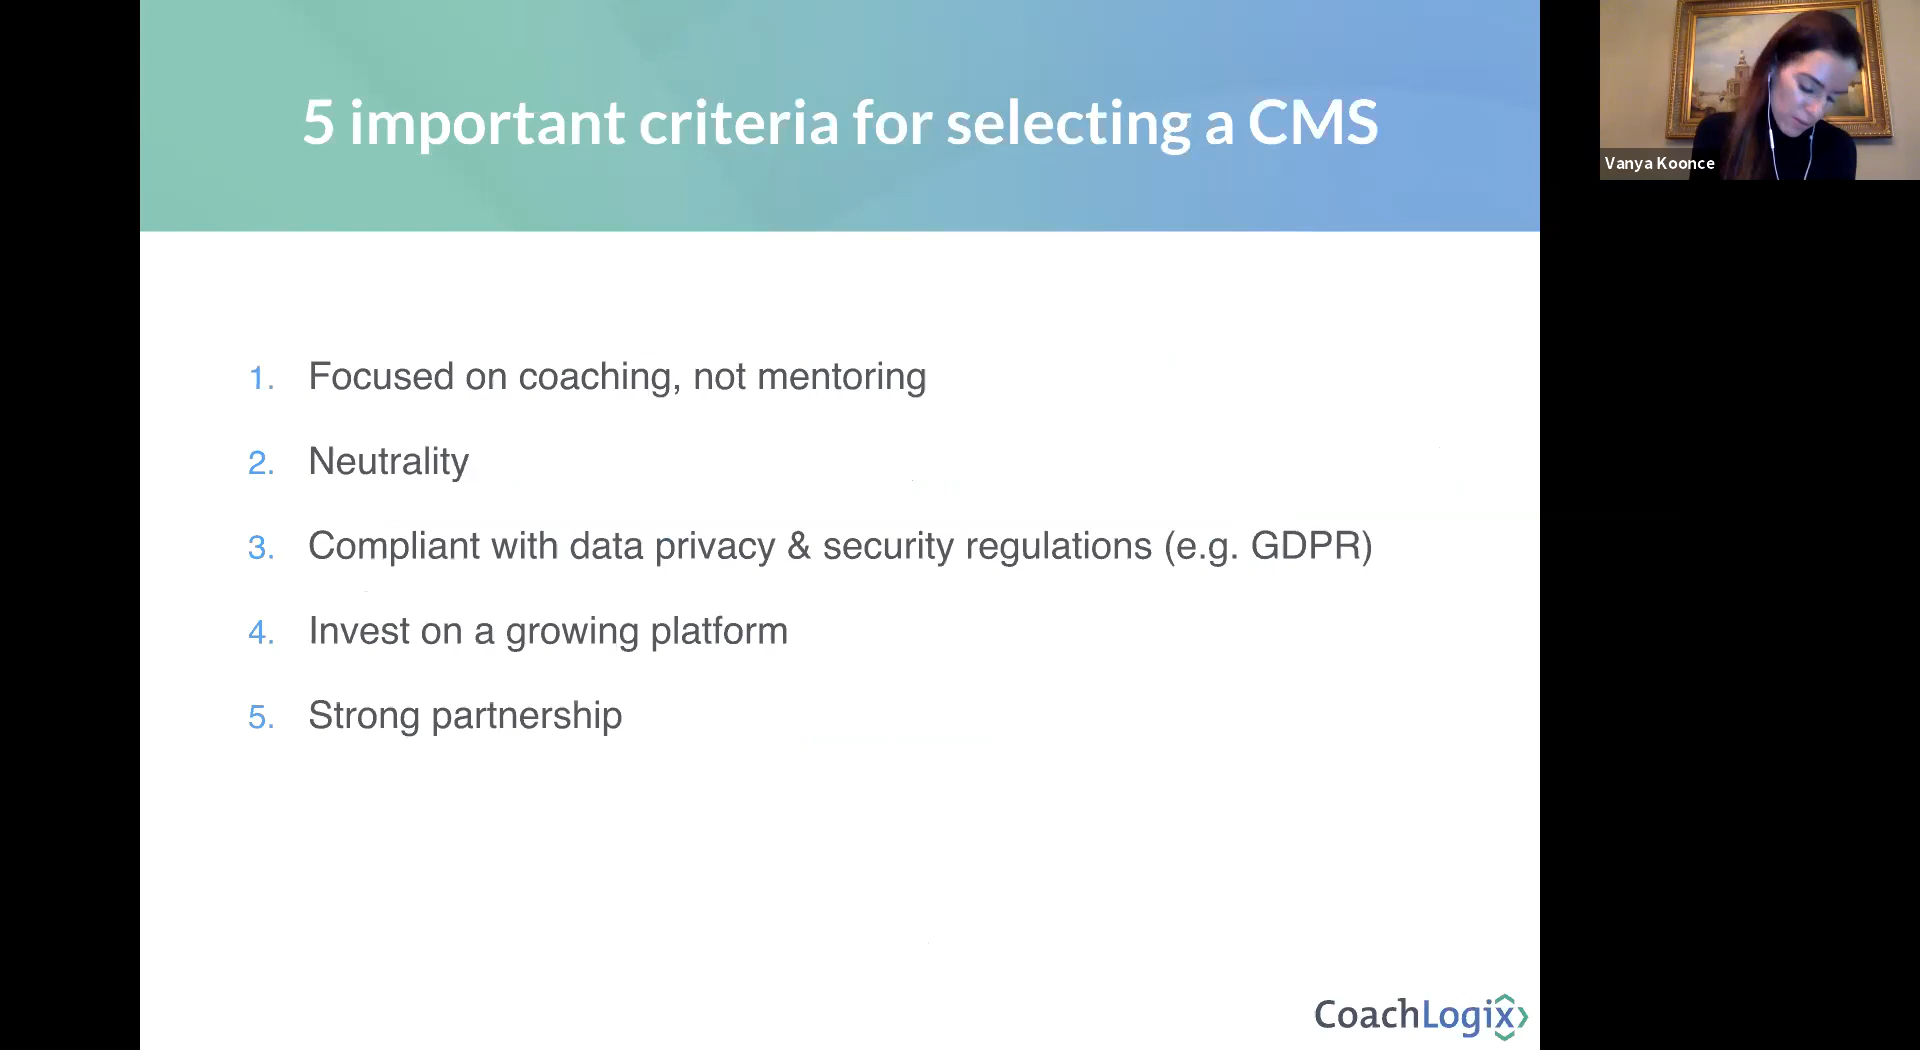 5 important criteria for selecting a CMS
Vanya Koonce
1. Focused on coaching, not mentoring
2. Neutrality
3. Compliant with data privacy & security regulations (e.g. GDPR)
4. Invest on a growing platform
5. Strong partnership
CoachLogix